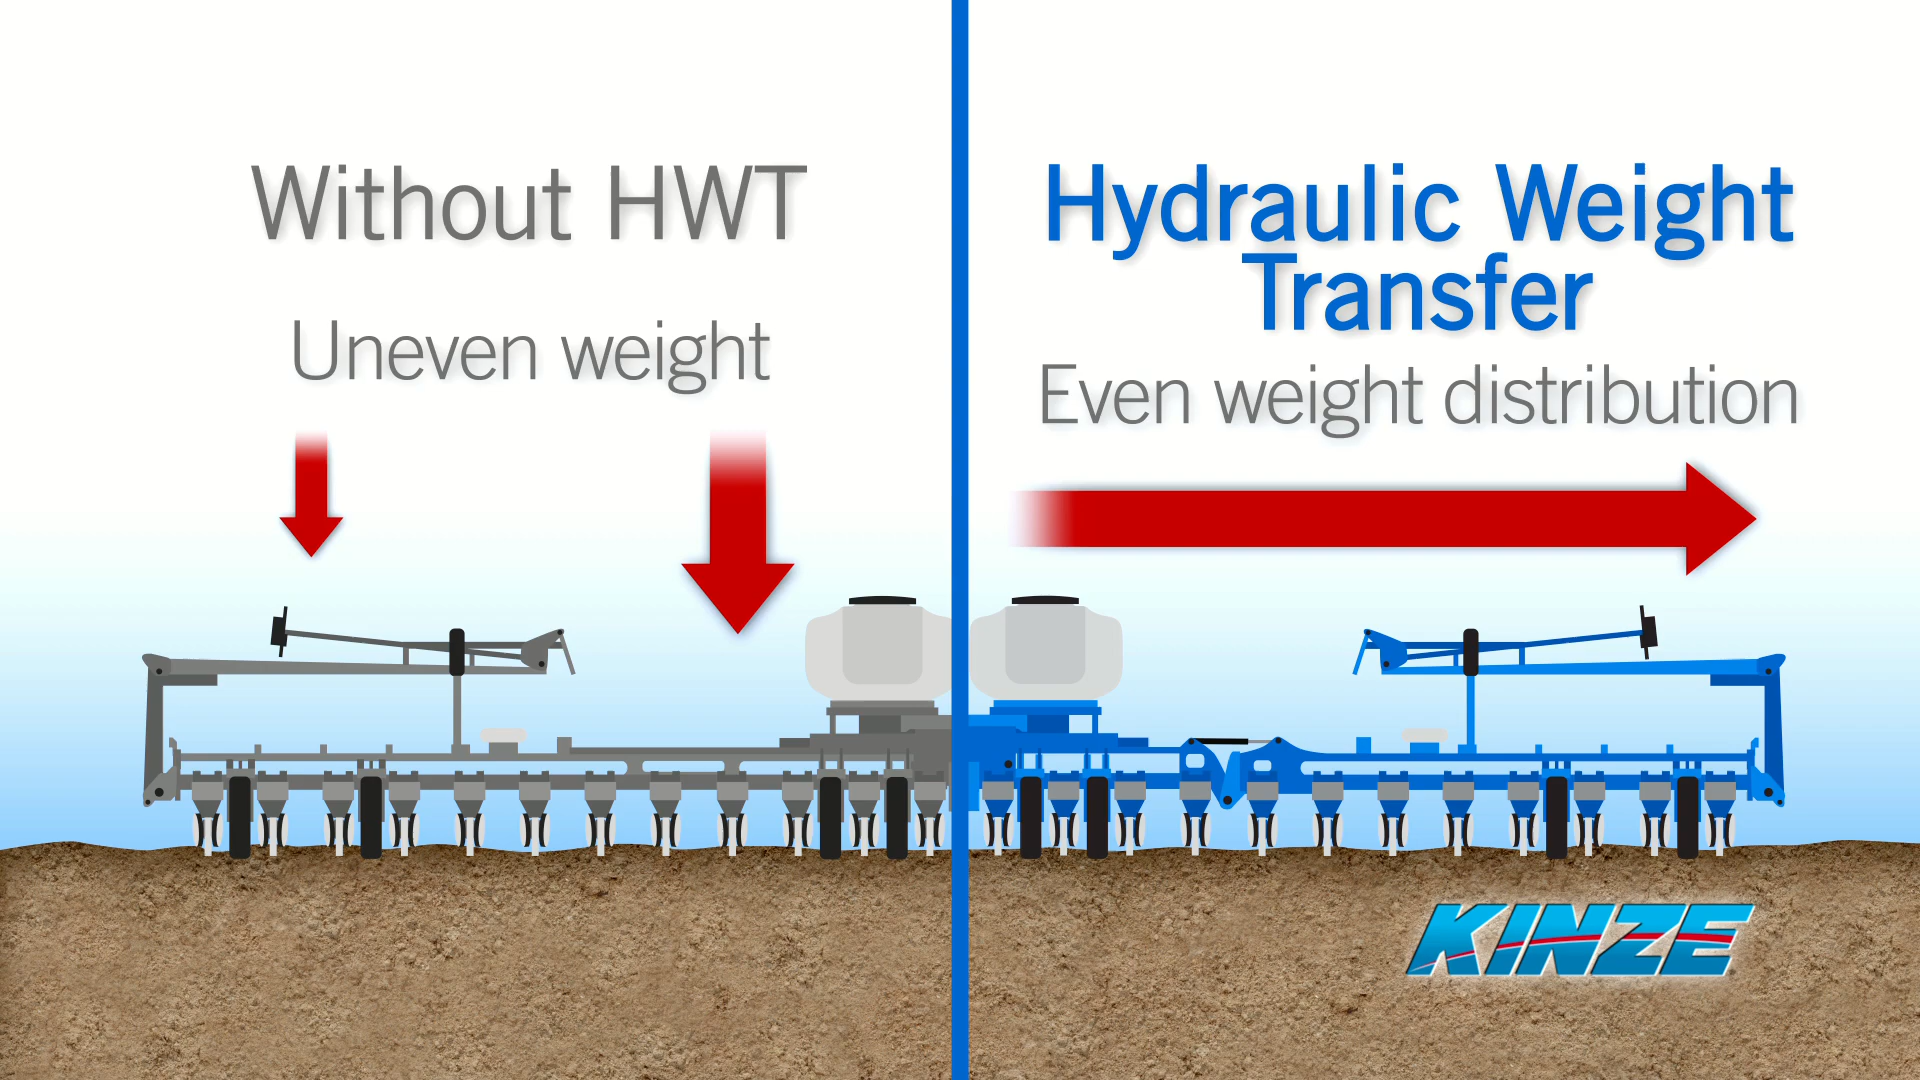 Without HWT
Uneven weight
Hydraulic Weight
Transfer
Even weight distribution
KINZE